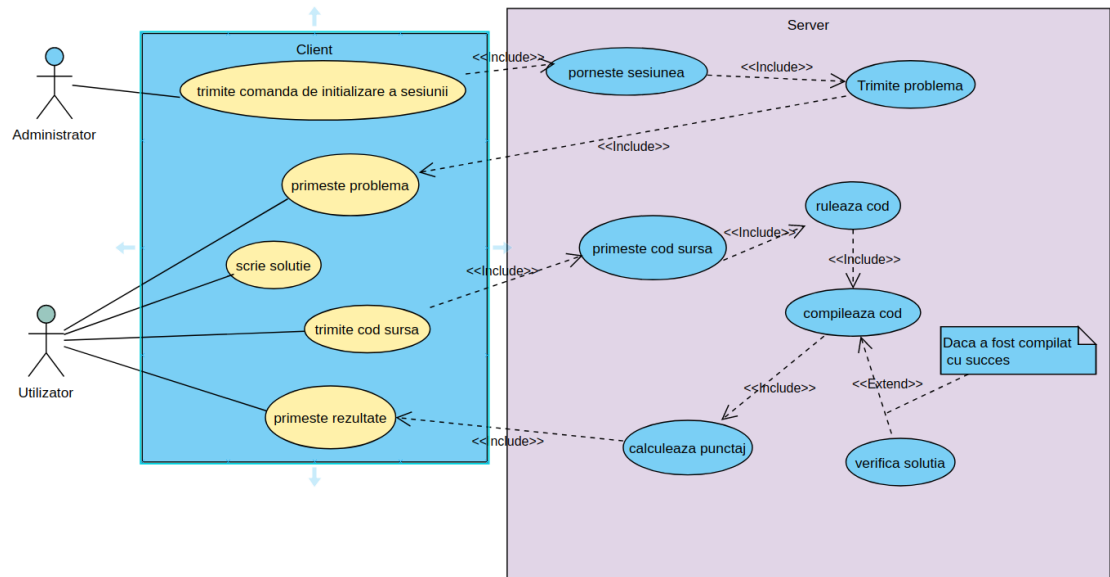 Server
Client
<<Include>>
porneste sesiunea
<<Include>>
trimite comanda de initializare a sesiunii
Trimite problema
Administrator
<<Include>>
primeste problema
ruleaza cod
<<Include>>
primeste cod sursa
<<Include>>
scrie solutie
<<Include>>
compileaza cod
trimite cod sursa
Daca a fost compilat
cu succes
<<Include>>
<<Extend>>
Utilizator
primeste rezultate
<<Include>>
calculeaza punctaj
verifica solutia